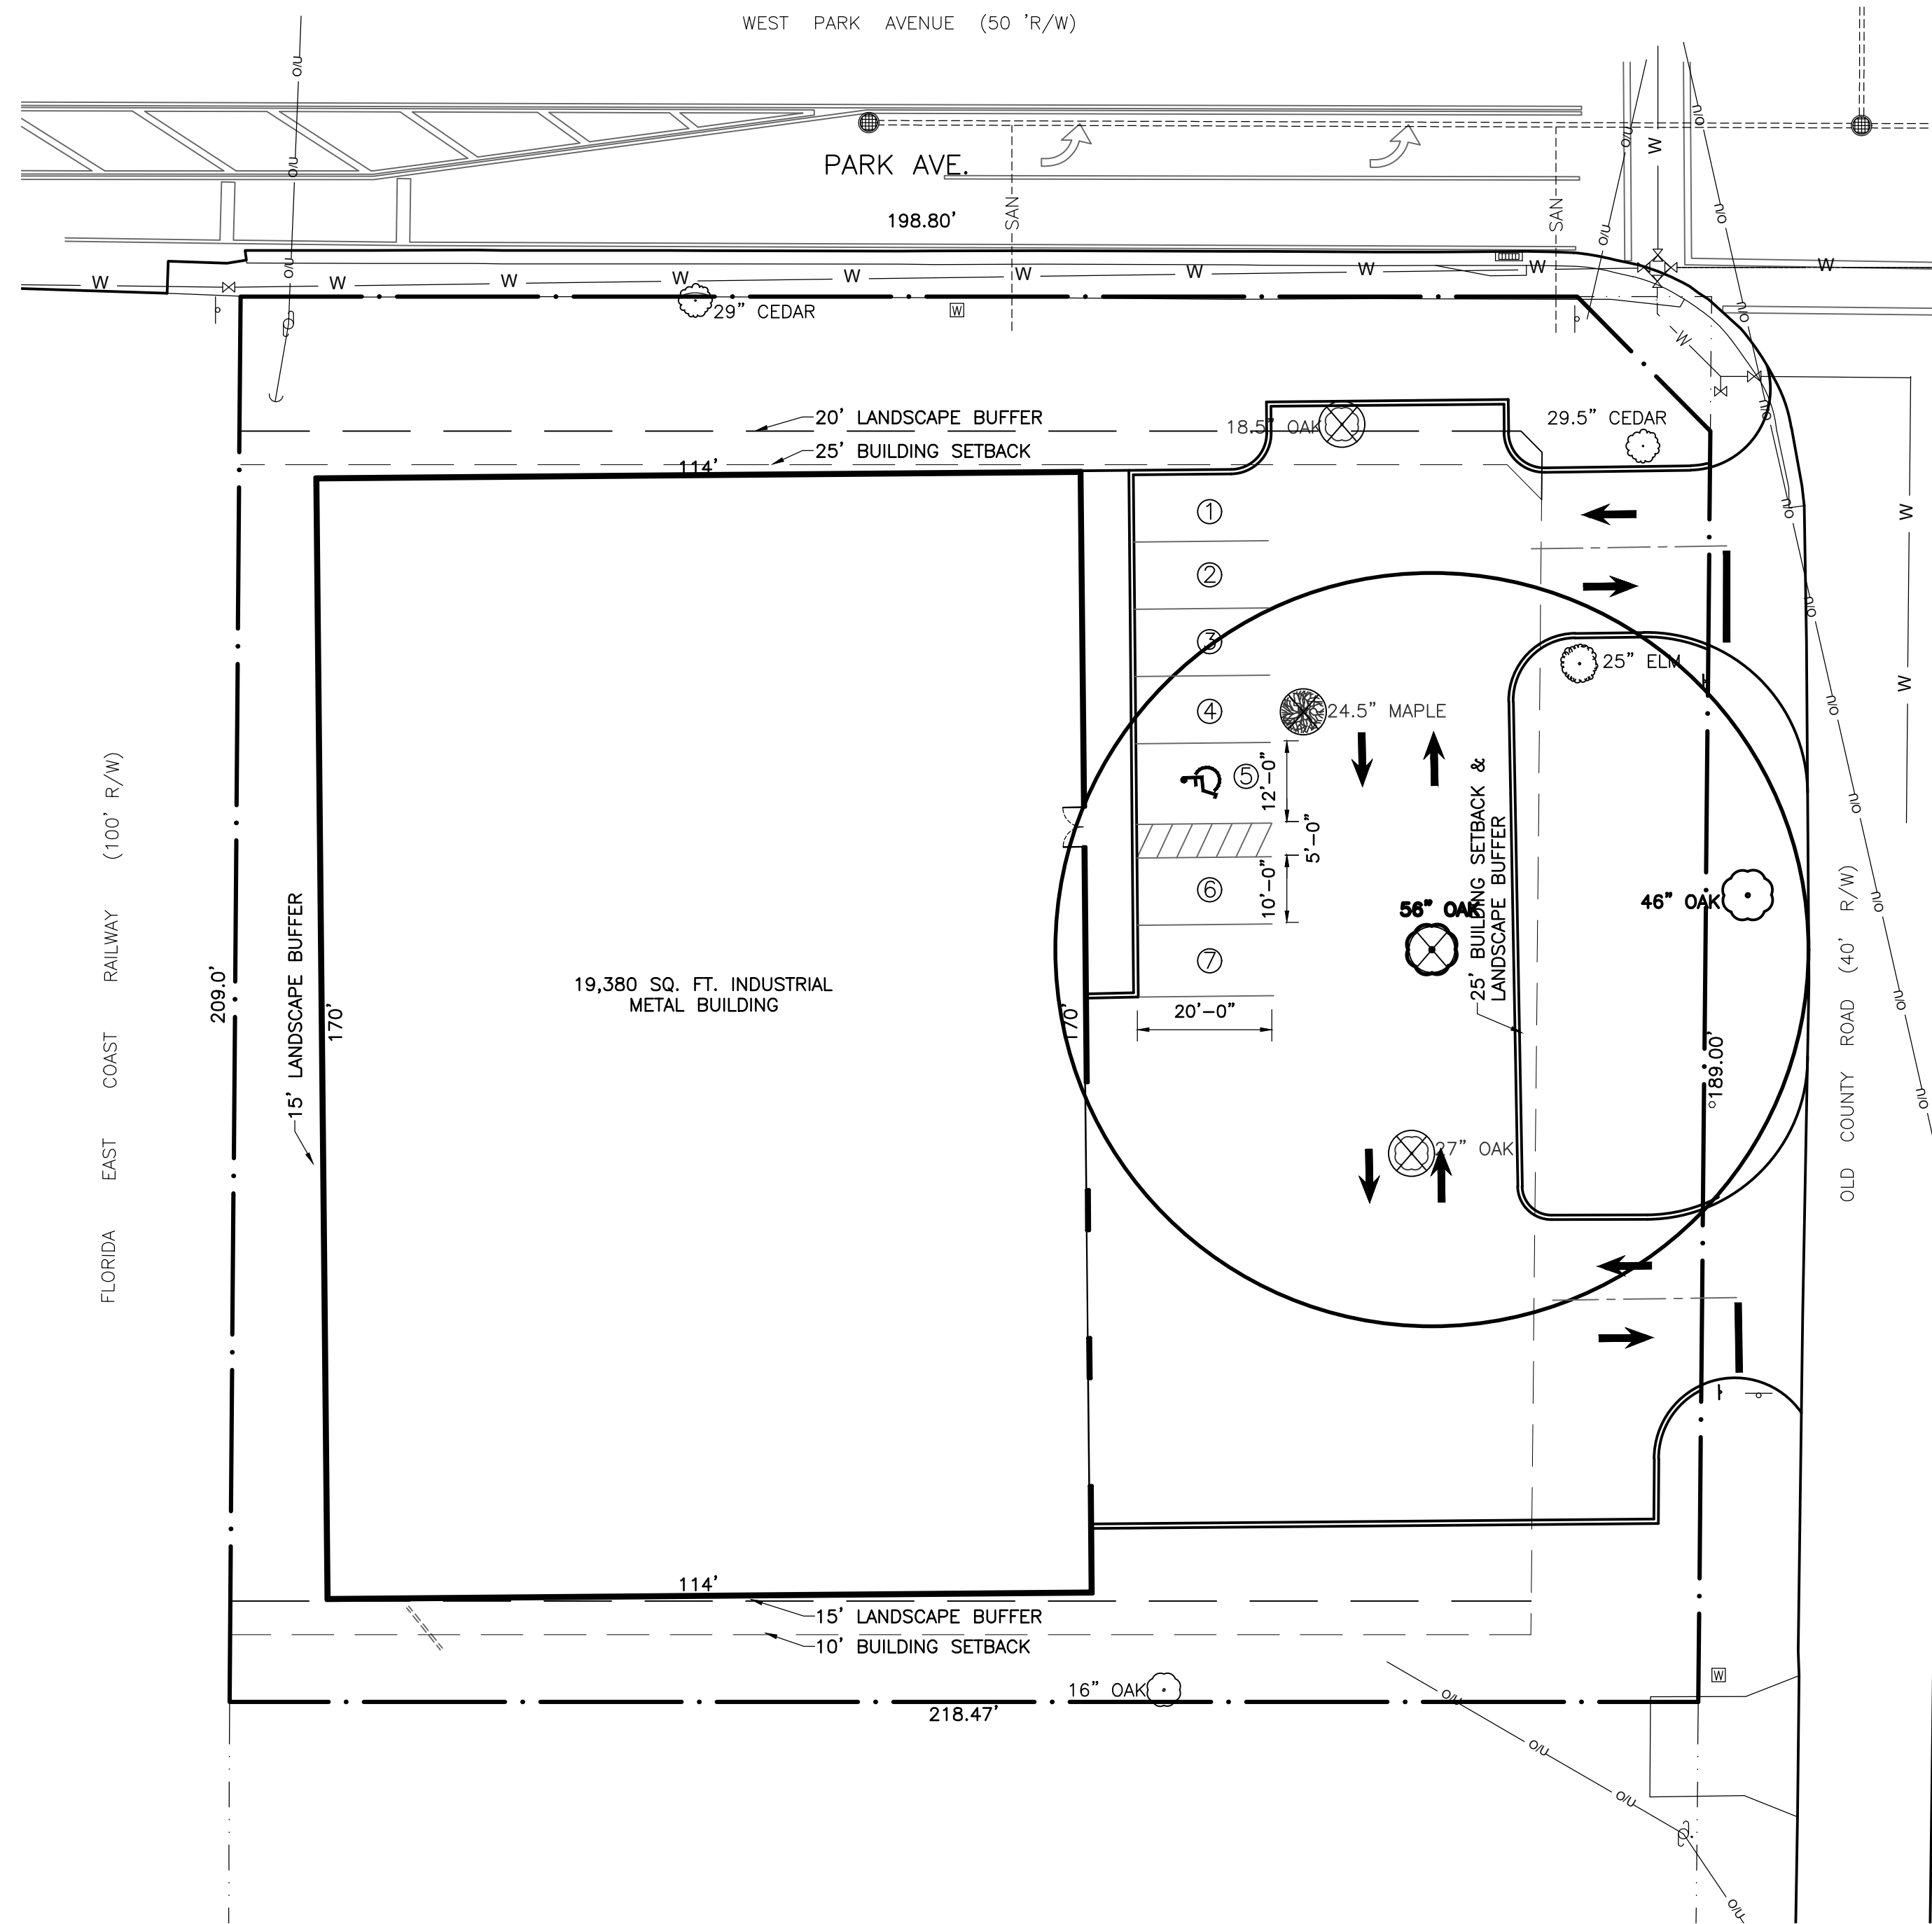 WEST PARK AVENUE (50 'R/W)
O/U
O/U
O/U
O/U
O/U
O/U
O/U
O/U
W
PARK AVE.
198.80'
SAN
SAN
W
W
W
W
W
W
W
W
W
W
W
29" CEDAR
W
20' LANDSCAPE BUFFER
25' BUILDING SETBACK
114'
18.5" OAK
29.5" CEDAR
O/U
O/U
O/U
W
W
1
2
3
4
5
6
7
25" ELM
24.5" MAPLE
12'-0"
5'-0"
10'-0"
20'-0"
25' BUILDING SETBACK &
LANDSCAPE BUFFER
56" OAK
46" OAK
27" OAK
189.00'
OLD COUNTY ROAD (40' R/W)
O/U
O/U
O/U
O/U
O/U
FLORIDA EAST COAST RAILWAY (100' R/W)
209.0'
15' LANDSCAPE BUFFER
170'
19,380 SQ. FT. INDUSTRIAL
METAL BUILDING
170'
114'
15' LANDSCAPE BUFFER
10' BUILDING SETBACK
16" OAK
218.47'
W
O/U
O/U
O/U
O/U